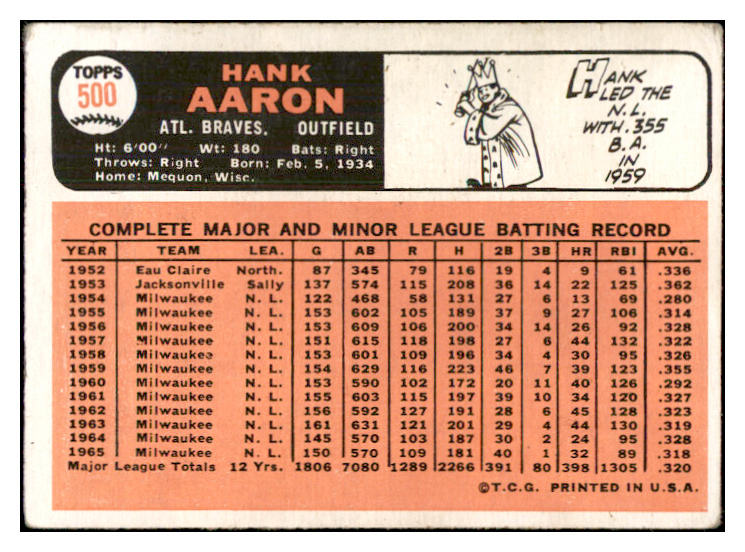 TOPPS
500
HANK
AARON
ATL. BRAVES. OUTFIELD
Ht: 6'00" Wt: 180 Bats: Right
Throws: Right Born: Feb. 5, 1934
Home: Mequon, Wisc.
HANK
LED THE
N.L.
WITH .355
B.A.
IN
1959
COMPLETE MAJOR AND MINOR LEAGUE BATTING RECORD
YEAR TEAM LEA. G AB R H 2B 3B HR RBI AVG.
1952 Eau Claire North. 87 345 79 116 19 4 9 61 .336
1953 Jacksonville Sally 137 574 115 208 36 14 22 125 .362
1954 Milwaukee N. L. 122 468 58 131 27 6 13 69 .280
1955 Milwaukee N. L. 153 602 105 189 37 9 27 106 .314
1956 Milwaukee N. L. 153 609 106 200 34 14 26 92 .328
1957 Milwaukee N. L. 151 615 118 198 27 6 44 132 .322
1958 Milwaukee N. L. 153 601 109 196 34 4 30 95 .326
1959 Milwaukee N. L. 154 629 116 223 46 7 39 123 .355
1960 Milwaukee N. L. 153 590 102 172 20 11 40 126 .292
1961 Milwaukee N. L. 155 603 115 197 39 10 34 120 .327
1962 Milwaukee N. L. 156 592 127 191 28 6 45 128 .323
1963 Milwaukee N. L. 161 631 121 201 29 4 44 130 .319
1964 Milwaukee N. L. 145 570 103 187 30 2 24 95 .328
1965 Milwaukee N. L. 150 570 109 181 40 1 32 89 .318
Major League Totals 12 Yrs. 1806 7080 1289 2266 391 80 398 1305 .320
©T.C.G. PRINTED IN U.S.A.